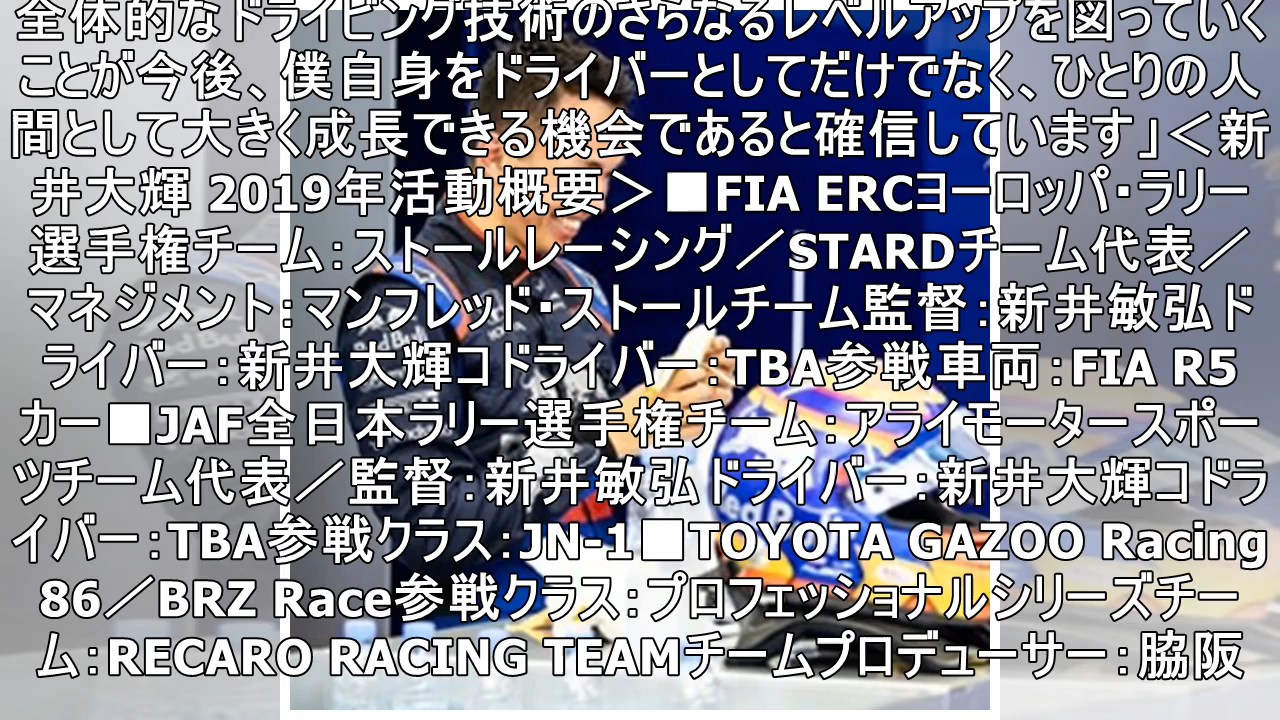 全体的なドライビング技術のさらなるレベルアップを図っていく
ことが今後、僕自身をドライバーとしてだけでなく、ひとりの人
間として大きく成長できる機会であると確信しています」＜新
井大輝 2019年活動概要＞■FIA ERCヨーロッパ・ラリー
選手権チーム：ストールレーシング／STARDチーム代表／
マネジメント：マンフレッド・ストールチーム監督：新井敏弘ド
ライバー：新井大輝コドライバー：TBA参戦車両：FIA R5
カー■JAF全日本ラリー選手権チーム：アライモータースポー
ツチーム代表／監督：新井敏弘ドライバー：新井大輝コドラ
イバー：TBA参戦クラス：JN-1■TOYOTA GAZOO Racing
86／BRZ Race参戦クラス：プロフェッショナルシリーズチー
ム：RECARO RACING TEAMチームプロデューサー：脇阪